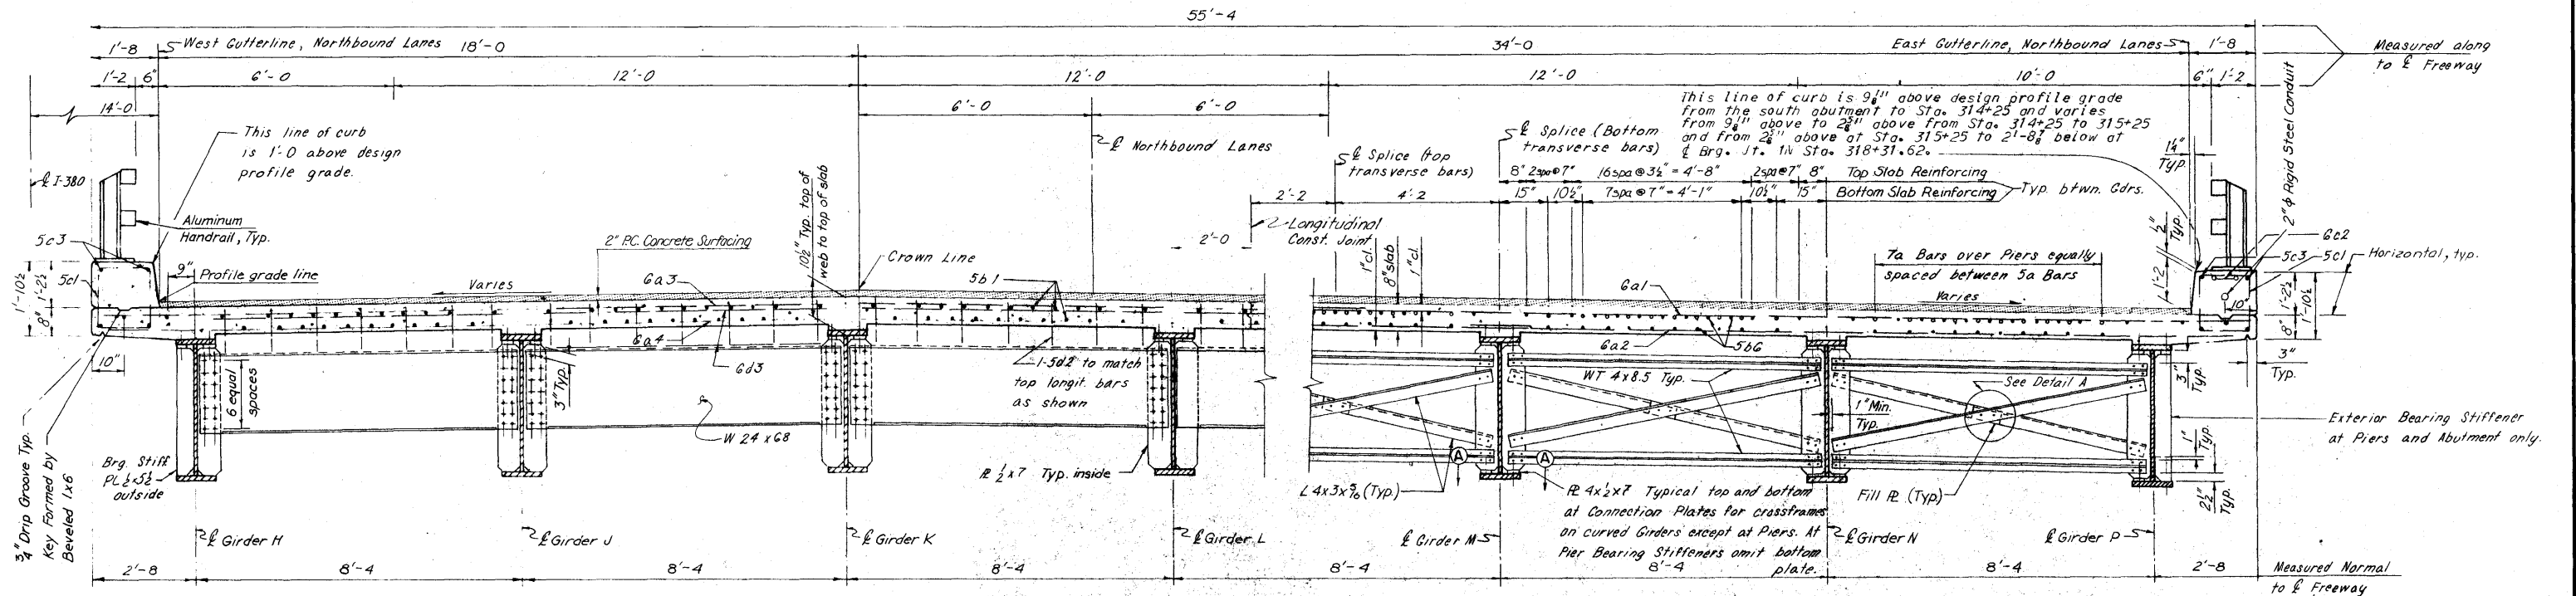 55'-4
1'-8
West Gutterline, Northbound Lanes
18'-0
34'-0
East Gutterline, Northbound Lanes
1'-8
Measured along
to ℄ Freeway
1'-2
6"
6'-0
12'-0
12'-0
12'-0
10'-0
6"
1'-2
14'-0
6'-0
6'-0
This line of curb
is 1'-0 above design
profile grade.
℄ Northbound Lanes
This line of curb is 9 1/8" above design profile grade
from the south abutment to Sta. 314+25 and varies
above to above from Sta. 314+25 to 315+25
and from above at Sta. 315+25 to below at
℄ Brg. Jt. 1N Sta. 318+31.62.
1 1/4"
Typ.
2" ϕ Rigid Steel Conduit
℄ Splice (top
transverse bars)
℄ Splice (Bottom
transverse bars)
8" 2spa@7"
16spa@3½" = 4'-8"
2spa@7"
8"
Top Slab Reinforcing
15"
10½"
7spa@7" = 4'-1"
10½"
15"
Bottom Slab Reinforcing
Typ. btwn. Gdrs.
2'-2
4'-2
℄ I-380
Aluminum
Handrail, Typ.
5c3
2" P.C. Concrete Surfacing
10½" Typ. top of
web to top of slab
2'-0
Longitudinal
Const. Joint
1" cl.
8" slab
1" cl.
Crown Line
½"
Typ.
6c2
5c3
5c1
Horizontal, typ.
7a Bars over Piers equally
spaced between 5a Bars
9"
Profile grade line
5c1
1'-10½
1'-2½
8"
Varies
6a3
5b1
6a1
Varies
1'-2
10"
1'-2½
8"
1'-10½
6a4
6d3
1-5d2 to match
top longit. bars
as shown
6a2
5b6
WT 4x8.5 Typ.
See Detail A
3"
Typ.
3"
Typ.
10"
6 equal
spaces
3" Typ.
W 24 x 68
1" Min.
Typ.
Exterior Bearing Stiffener
at Piers and Abutment only.
1"
Typ.
2½"
Typ.
¾" Drip Groove Typ.
Key Formed by
Beveled 1x6
Brg. Stiff.
PL ½x5½
outside
PL ½ x 7 Typ. inside
L 4x3x5/16 (Typ.)
A
A
PL 4x½x7 Typical top and bottom
at Connection Plates for crossframes
on curved Girders except at Piers. At
Pier Bearing Stiffeners omit bottom
plate.
Fill PL (Typ.)
℄ Girder H
℄ Girder J
℄ Girder K
℄ Girder L
℄ Girder M
℄ Girder N
℄ Girder P
2'-8
8'-4
8'-4
8'-4
8'-4
8'-4
8'-4
2'-8
Measured Normal
to ℄ Freeway